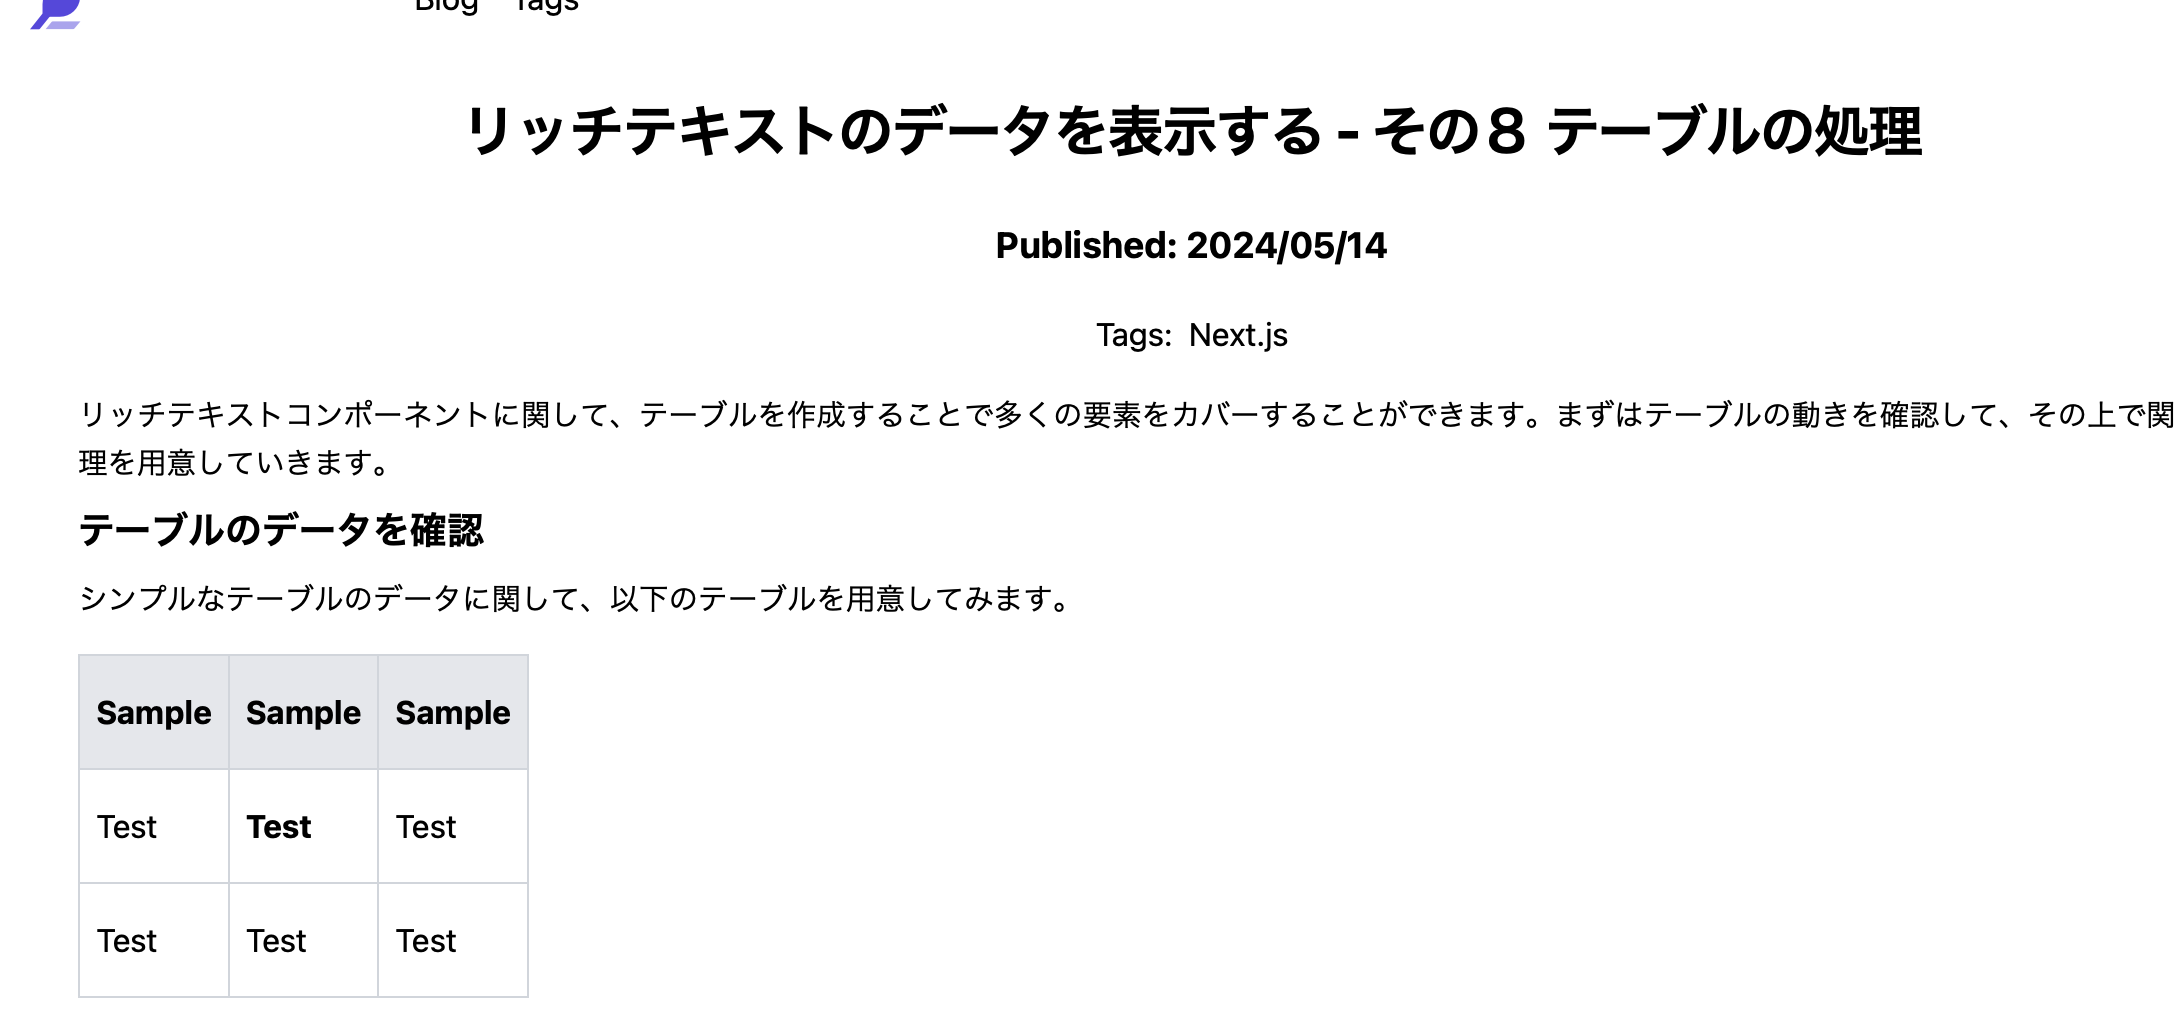 Blog Tags
リッチテキストのデータを表示する - その８ テーブルの処理
Published: 2024/05/14
Tags: Next.js
リッチテキストコンポーネントに関して、テーブルを作成することで多くの要素をカバーすることができます。まずはテーブルの動きを確認して、その上で関
理を用意していきます。
テーブルのデータを確認
シンプルなテーブルのデータに関して、以下のテーブルを用意してみます。
Sample Sample Sample
Test Test Test
Test Test Test